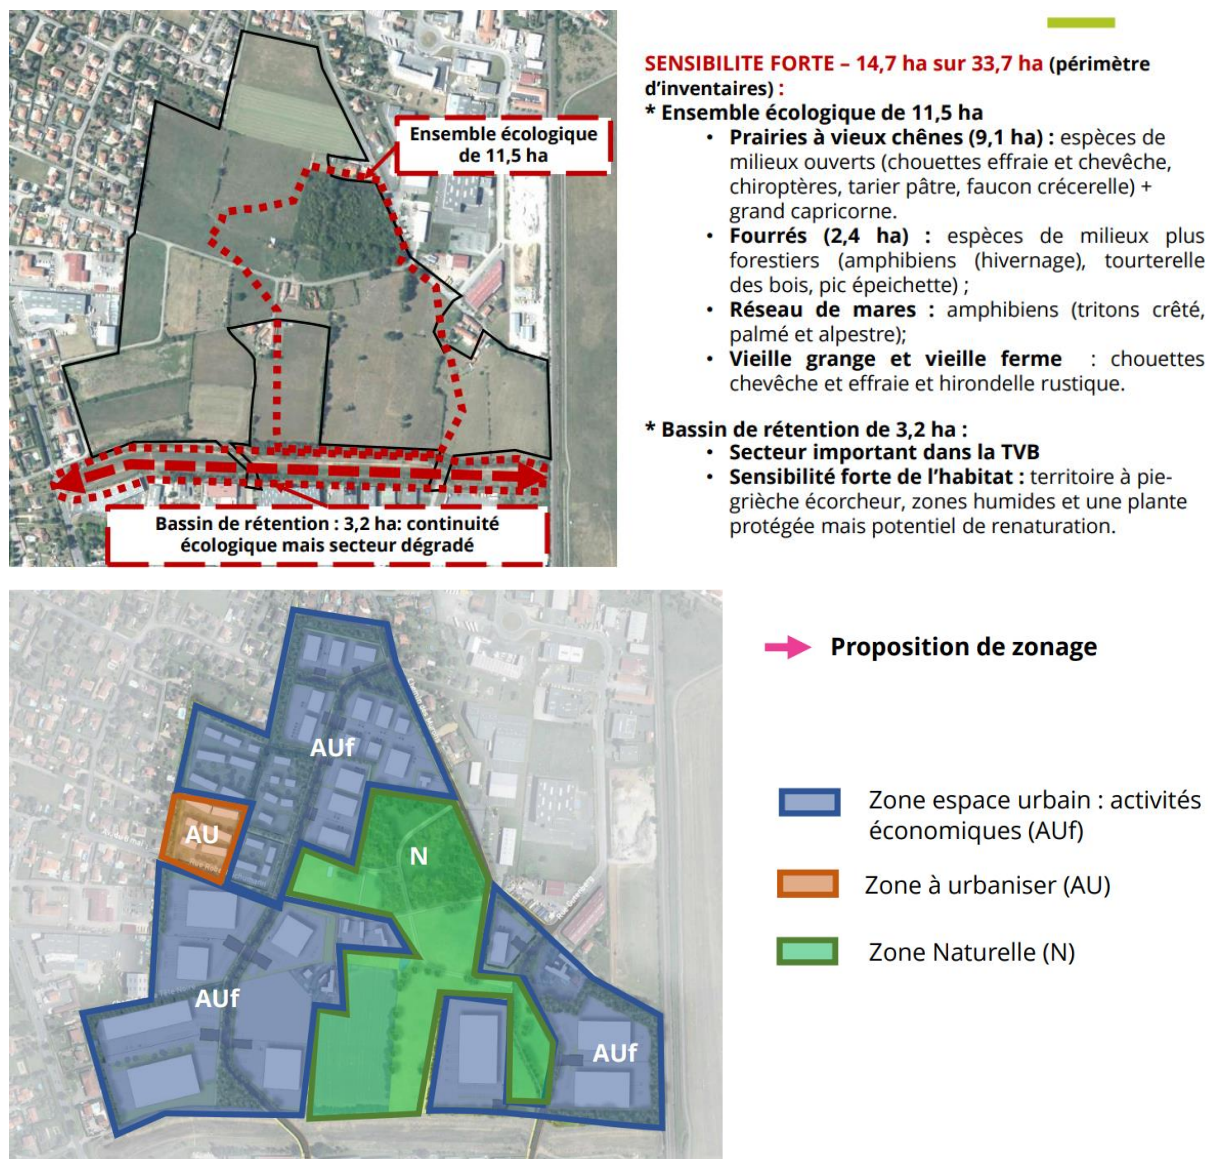 Ensemble écologique
de 11,5 ha
Bassin de rétention : 3,2 ha: continuité
écologique mais secteur dégradé
SENSIBILITE FORTE – 14,7 ha sur 33,7 ha (périmètre
d'inventaires) :
* Ensemble écologique de 11,5 ha
• Prairies à vieux chênes (9,1 ha) : espèces de
milieux ouverts (chouettes effraie et chevêche,
chiroptères, tarier pâtre, faucon crécerelle) +
grand capricorne.
• Fourrés (2,4 ha) : espèces de milieux plus
forestiers (amphibiens (hivernage), tourterelle
des bois, pic épeichette) ;
• Réseau de mares : amphibiens (tritons crêté,
palmé et alpestre);
• Vieille grange et vieille ferme : chouettes
chevêche et effraie et hirondelle rustique.
* Bassin de rétention de 3,2 ha :
• Secteur important dans la TVB
• Sensibilité forte de l'habitat : territoire à pie-
grièche écorcheur, zones humides et une plante
protégée mais potentiel de renaturation.
AUf
AU
N
AUf
AUf
Proposition de zonage
Zone espace urbain : activités
économiques (AUf)
Zone à urbaniser (AU)
Zone Naturelle (N)